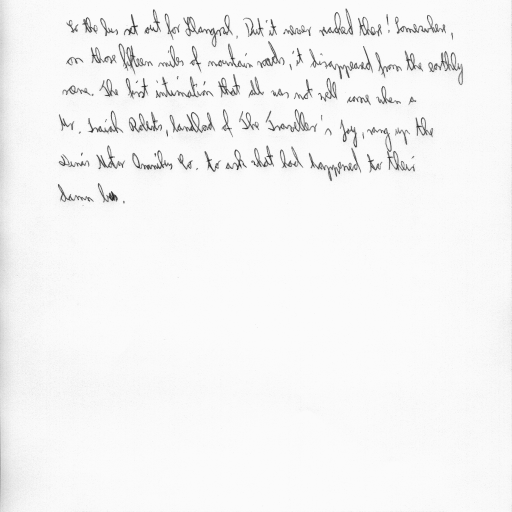 So the bus set out for Llangral. But it never reached there! Somewhere,
on those fifteen miles of mountain roads, it disappeared from the earthly
scene. The first intimation that all was not well came when a
Mr. Isaiah Roberts, landlord of The Traveller's Joy, rang up the
Motor Omnibus Co. to ask what had happened to their
damn bus.